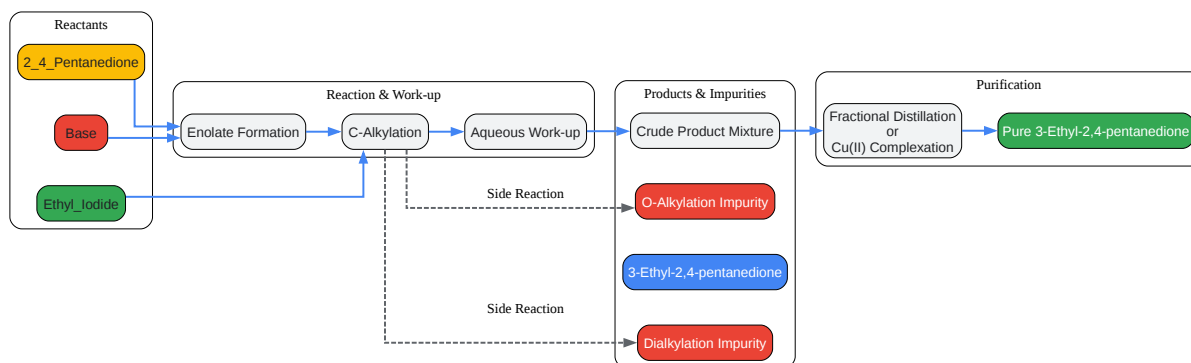 Reactants
2_4_Pentanedione
Base
Ethyl_Iodide
Reaction & Work-up
Enolate Formation
C-Alkylation
Aqueous Work-up
Side Reaction
Side Reaction
Products & Impurities
Crude Product Mixture
O-Alkylation Impurity
3-Ethyl-2,4-pentanedione
Dialkylation Impurity
Purification
Fractional Distillation
or
Cu(II) Complexation
Pure 3-Ethyl-2,4-pentanedione